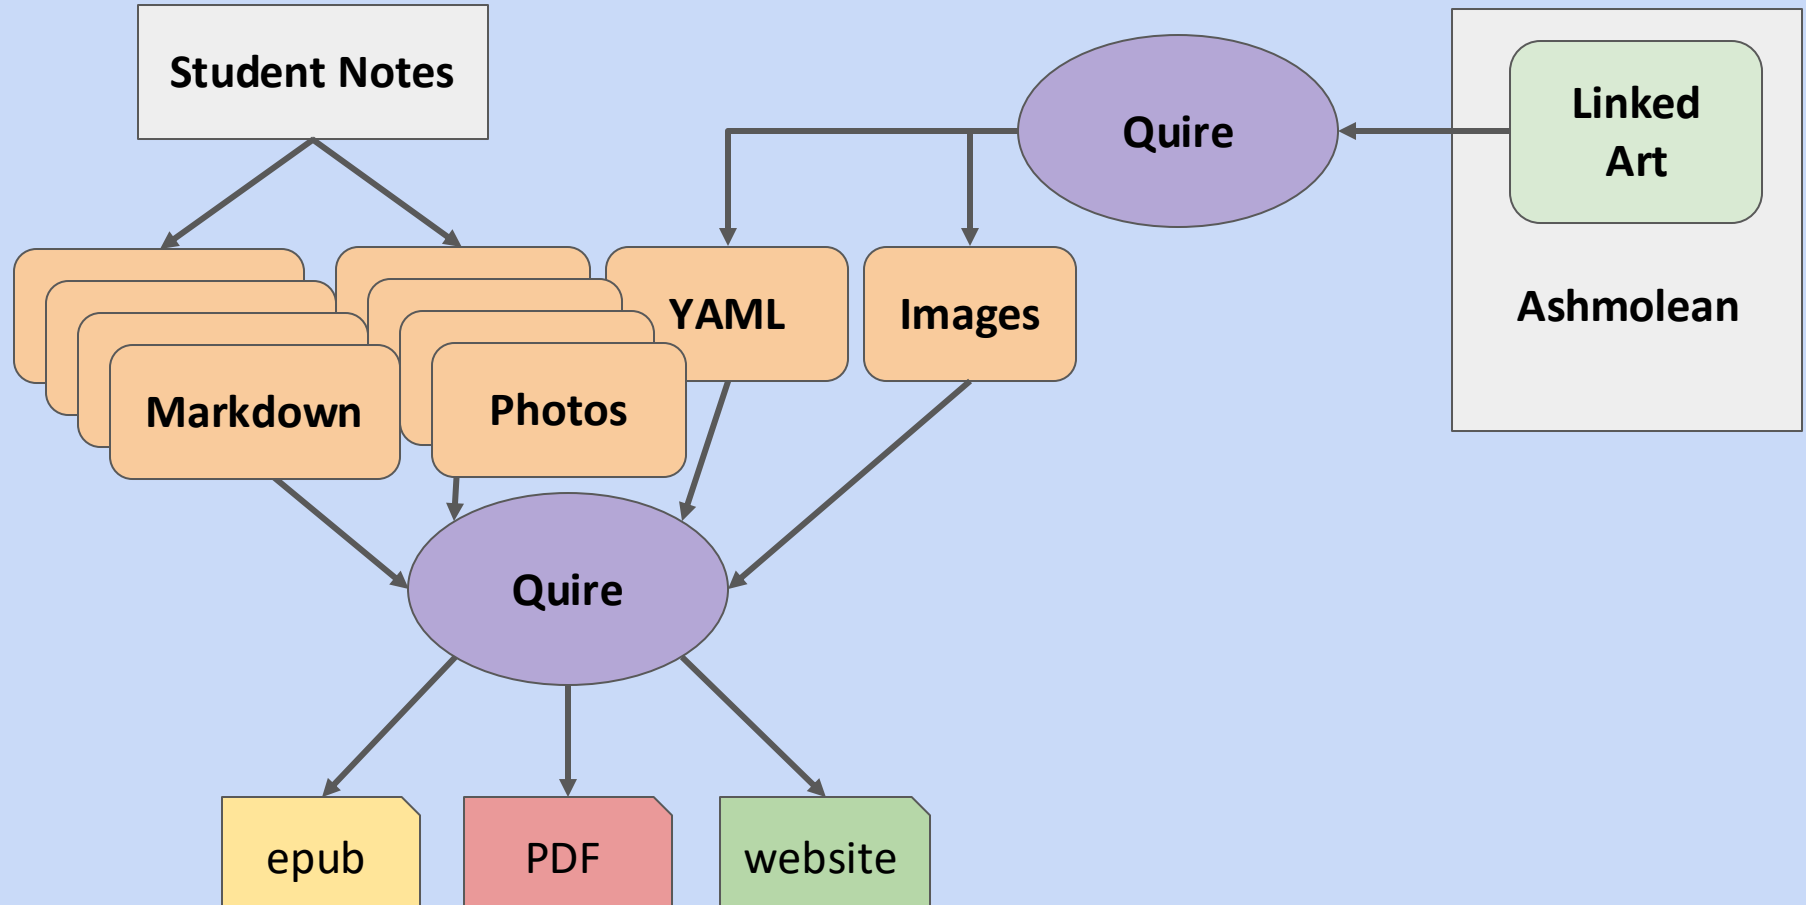 Student Notes
Quire
Linked
Art
Ashmolean
YAML
Images
Markdown
Photos
Quire
epub
PDF
website